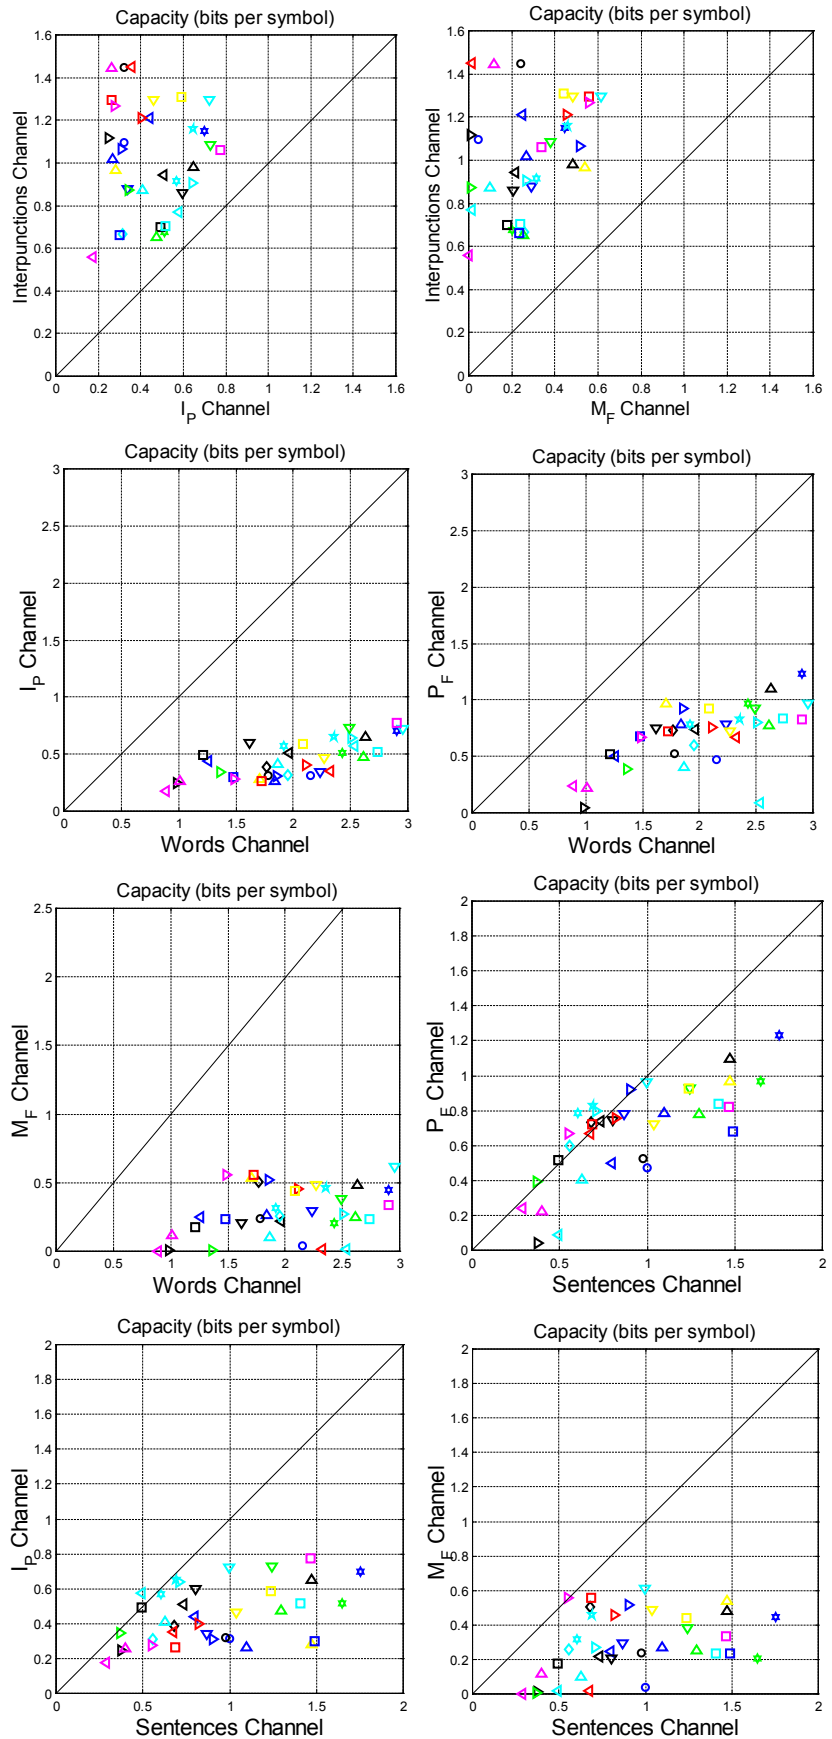 Capacity (bits per symbol)
Interpunctions Channel
1.6
1.4
1.2
1
0.8
0.6
0.4
0.2
0
0 0.2 0.4 0.6 0.8 1 1.2 1.4 1.6
I_P Channel
Capacity (bits per symbol)
Interpunctions Channel
1.6
1.4
1.2
1
0.8
0.6
0.4
0.2
0
0 0.2 0.4 0.6 0.8 1 1.2 1.4 1.6
M_F Channel
Capacity (bits per symbol)
I_P Channel
3
2.5
2
1.5
1
0.5
0
0 0.5 1 1.5 2 2.5 3
Words Channel
Capacity (bits per symbol)
P_F Channel
3
2.5
2
1.5
1
0.5
0
0 0.5 1 1.5 2 2.5 3
Words Channel
Capacity (bits per symbol)
M_F Channel
2.5
2
1.5
1
0.5
0
0 0.5 1 1.5 2 2.5 3
Words Channel
Capacity (bits per symbol)
P_F Channel
2
1.8
1.6
1.4
1.2
1
0.8
0.6
0.4
0.2
0
0 0.5 1 1.5 2
Sentences Channel
Capacity (bits per symbol)
I_P Channel
2
1.8
1.6
1.4
1.2
1
0.8
0.6
0.4
0.2
0
0 0.5 1 1.5 2
Sentences Channel
Capacity (bits per symbol)
M_F Channel
2
1.8
1.6
1.4
1.2
1
0.8
0.6
0.4
0.2
0
0 0.5 1 1.5 2
Sentences Channel